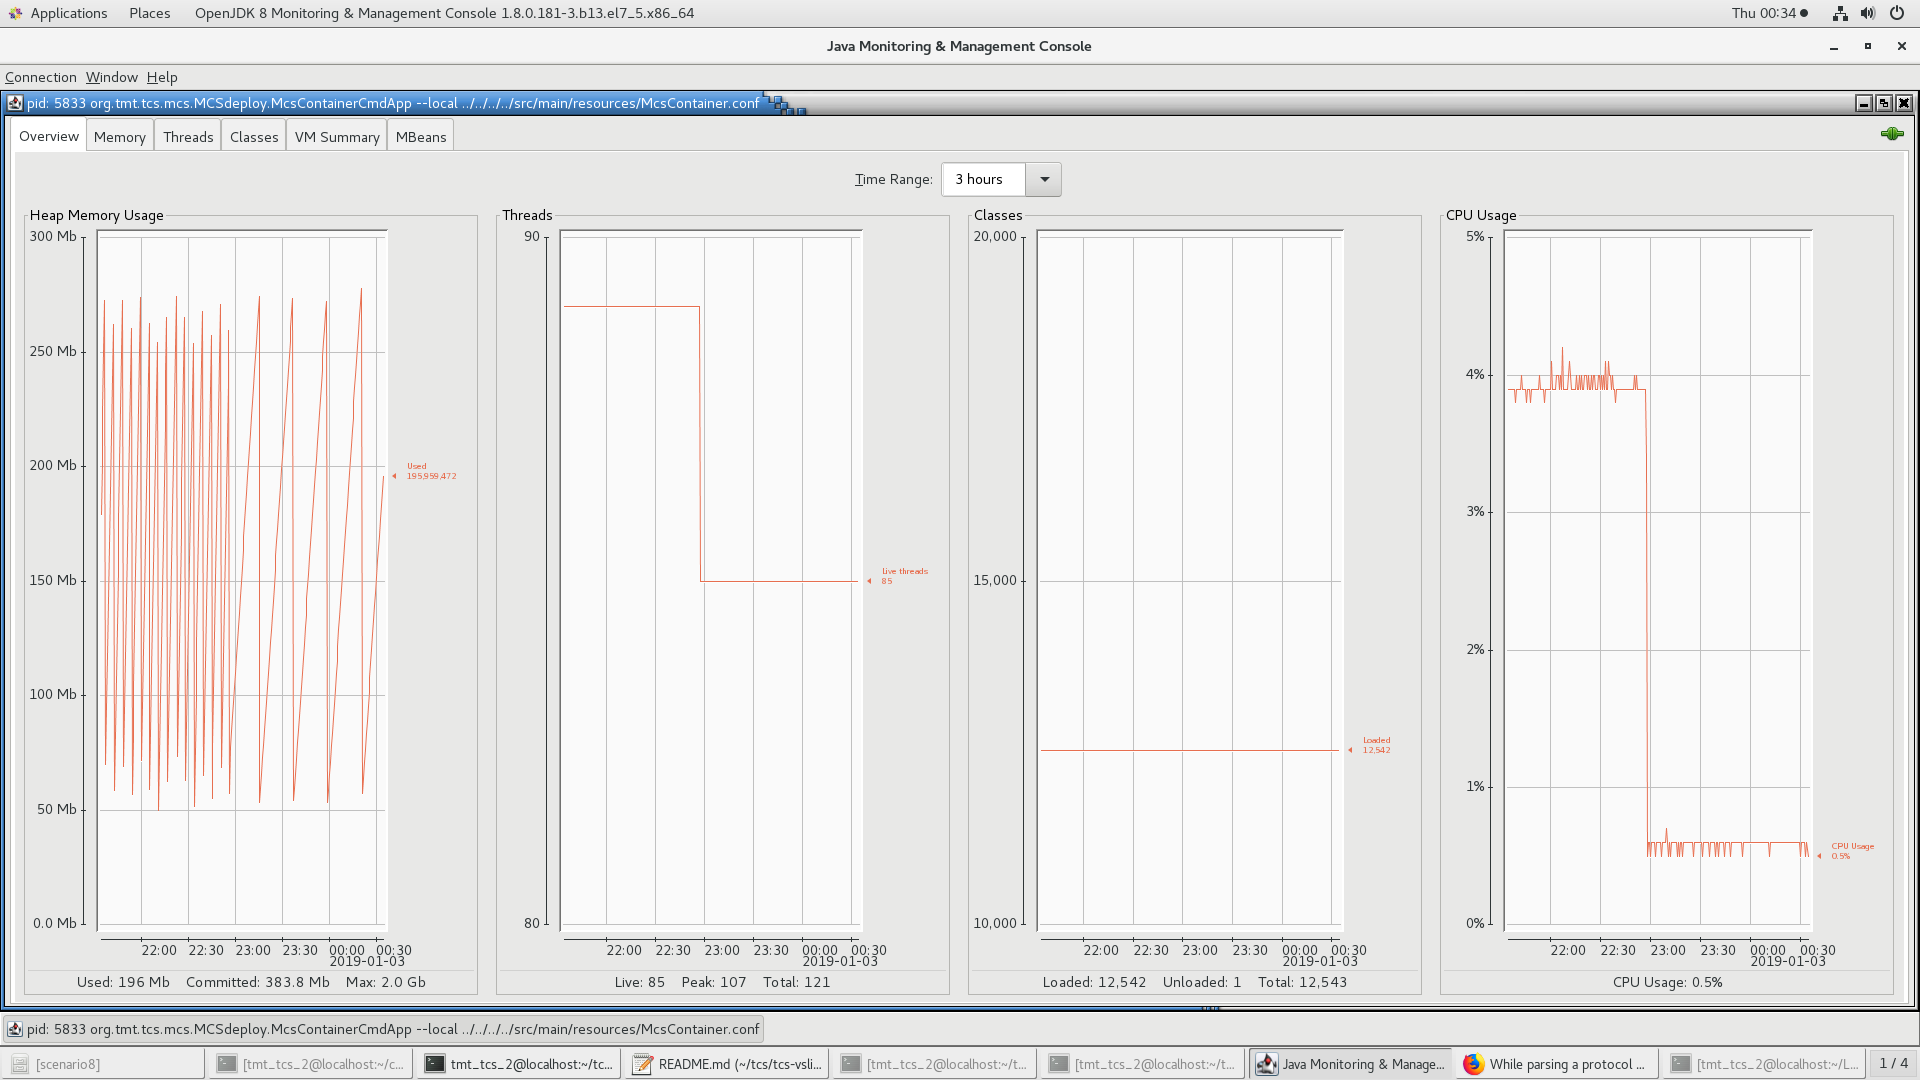 Applications Places OpenJDK 8 Monitoring & Management Console 1.8.0.181-3.b13.el7_5.x86_64 Thu 00:34
Java Monitoring & Management Console
Connection Window Help
pid: 5833 org.tmt.tcs.mcs.MCSdeploy.McsContainerCmdApp --local ../../../../src/main/resources/McsContainer.conf
Overview Memory Threads Classes VM Summary MBeans
Time Range: 3 hours
Heap Memory Usage
300 Mb
250 Mb
200 Mb
150 Mb
100 Mb
50 Mb
0.0 Mb
Used
195,959,472
22:00 22:30 23:00 23:30 00:00 00:30
2019-01-03
Used: 196 Mb Committed: 383.8 Mb Max: 2.0 Gb
Threads
90
80
Live threads
85
22:00 22:30 23:00 23:30 00:00 00:30
2019-01-03
Live: 85 Peak: 107 Total: 121
Classes
20,000
15,000
10,000
Loaded
12,542
22:00 22:30 23:00 23:30 00:00 00:30
2019-01-03
Loaded: 12,542 Unloaded: 1 Total: 12,543
CPU Usage
5%
4%
3%
2%
1%
0%
CPU Usage
0.5%
22:00 22:30 23:00 23:30 00:00 00:30
2019-01-03
CPU Usage: 0.5%
pid: 5833 org.tmt.tcs.mcs.MCSdeploy.McsContainerCmdApp --local ../../../../src/main/resources/McsContainer.conf
[scenario8] [tmt_tcs_2@localhost:~/c... tmt_tcs_2@localhost:~/tc... README.md (~/tcs/tcs-vsli... [tmt_tcs_2@localhost:~/t... [tmt_tcs_2@localhost:~/t... Java Monitoring & Manage... While parsing a protocol ... [tmt_tcs_2@localhost:~/L... 1 / 4